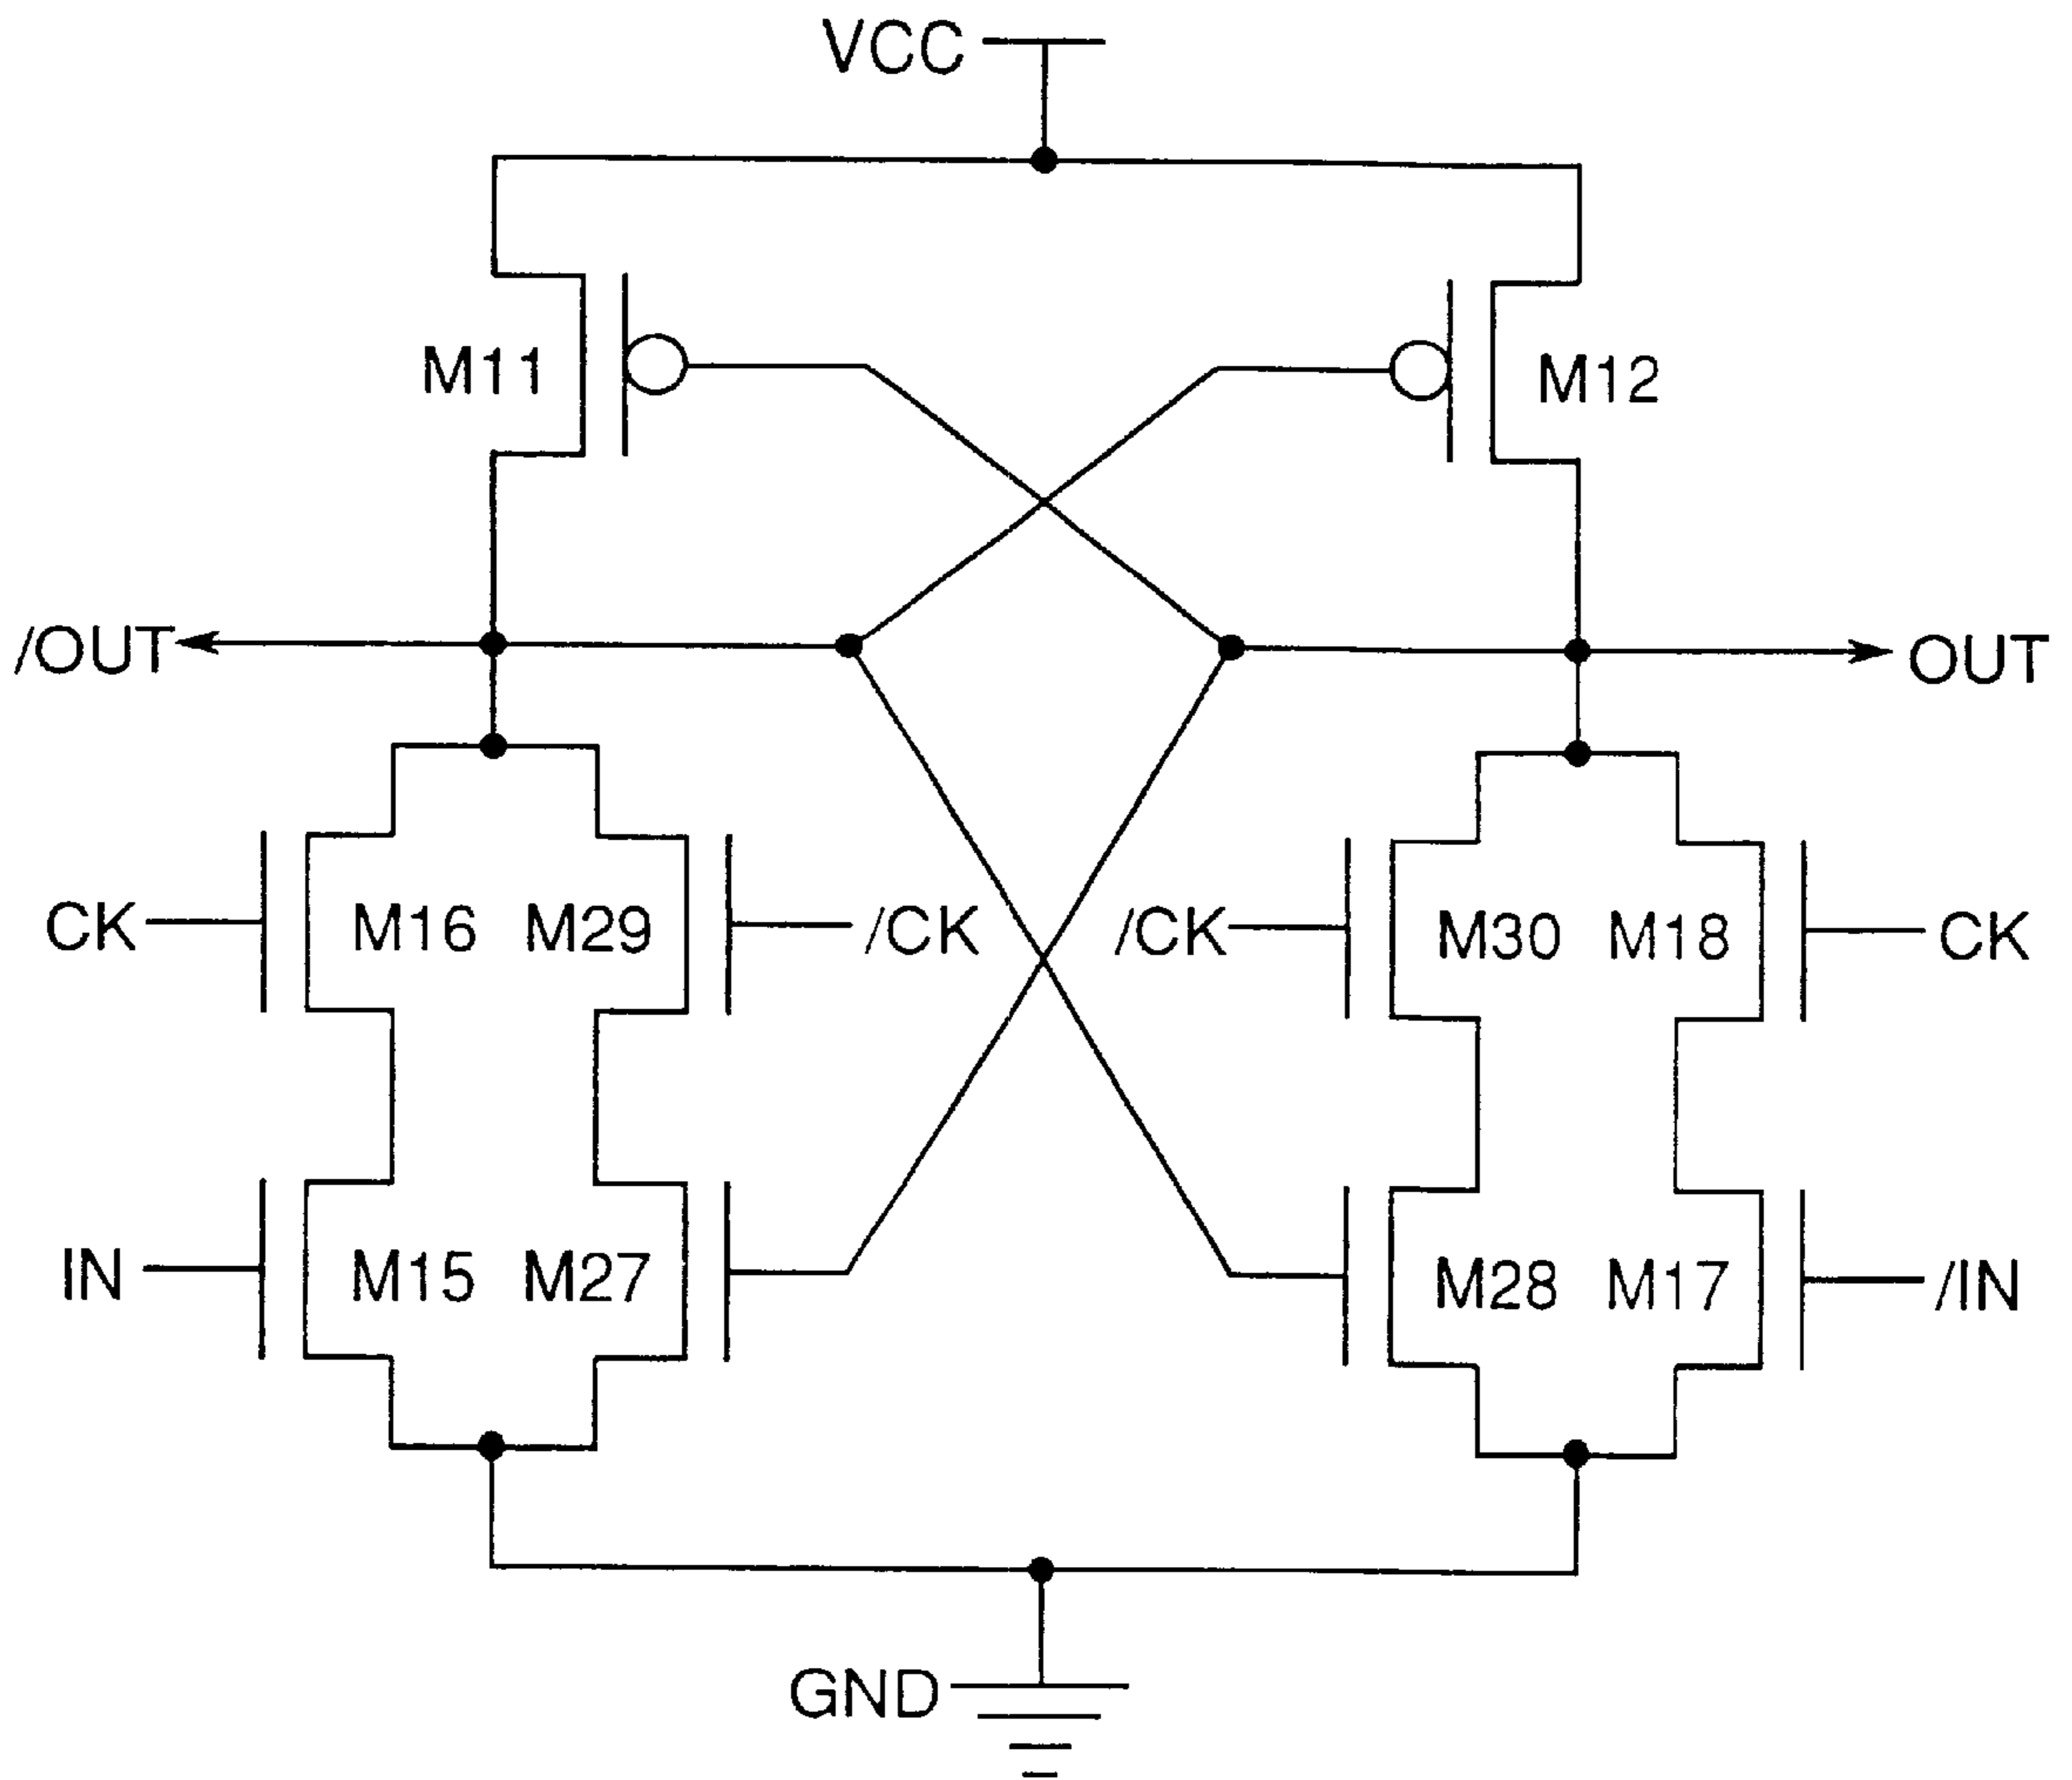 VCC
M11
M12
/OUT
OUT
CK
M16
M29
/CK
/CK
M30
M18
CK
IN
M15
M27
M28
M17
/IN
GND